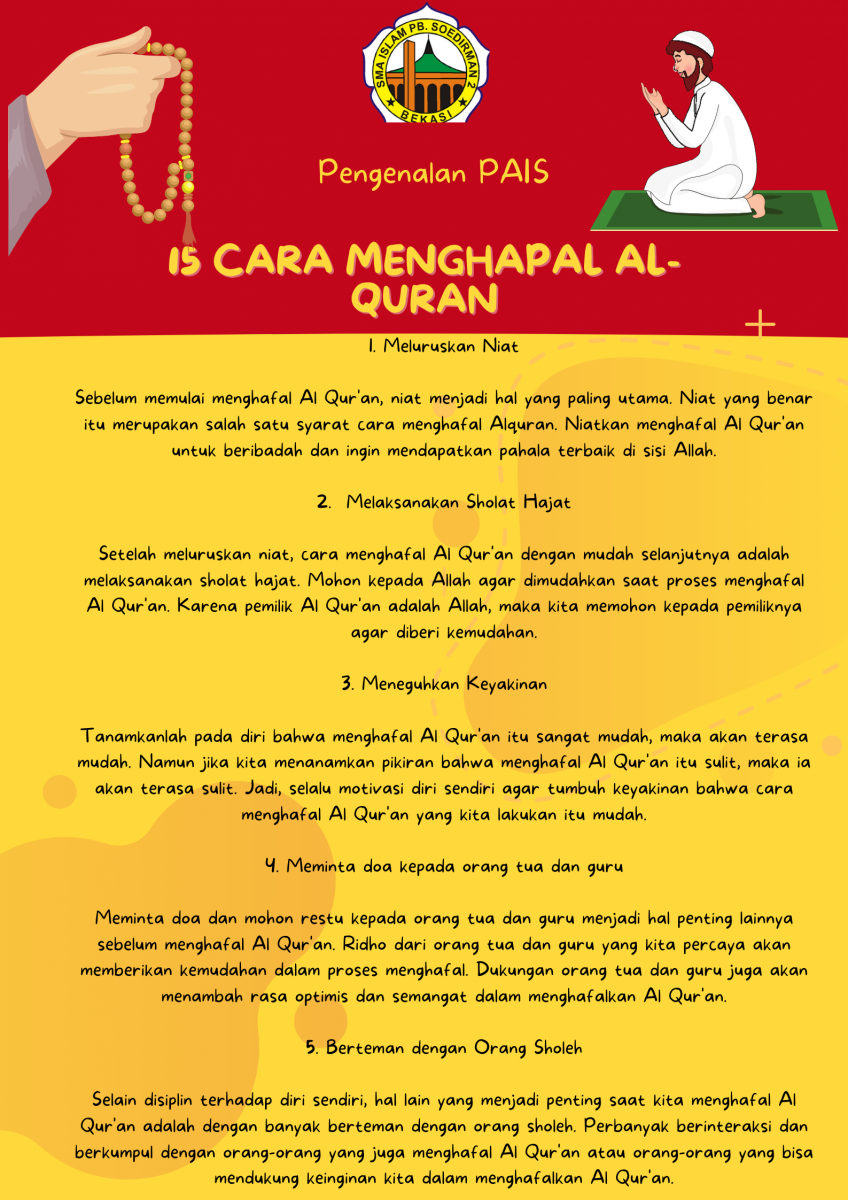 SMA ISLAM PB. SOEDIRMAN 2
BEKASI
Pengenalan PAIS
15 CARA MENGHAPAL AL-
QURAN
1. Meluruskan Niat
Sebelum memulai menghafal Al Qur'an, niat menjadi hal yang paling utama. Niat yang benar
itu merupakan salah satu syarat cara menghafal Alquran. Niatkan menghafal Al Qur'an
untuk beribadah dan ingin mendapatkan pahala terbaik di sisi Allah.
2. Melaksanakan Sholat Hajat
Setelah meluruskan niat, cara menghafal Al Qur'an dengan mudah selanjutnya adalah
melaksanakan sholat hajat. Mohon kepada Allah agar dimudahkan saat proses menghafal
Al Qur'an. Karena pemilik Al Qur'an adalah Allah, maka kita memohon kepada pemiliknya
agar diberi kemudahan.
3. Meneguhkan Keyakinan
Tanamkanlah pada diri bahwa menghafal Al Qur'an itu sangat mudah, maka akan terasa
mudah. Namun jika kita menanamkan pikiran bahwa menghafal Al Qur'an itu sulit, maka ia
akan terasa sulit. Jadi, selalu motivasi diri sendiri agar tumbuh keyakinan bahwa cara
menghafal Al Qur'an yang kita lakukan itu mudah.
4. Meminta doa kepada orang tua dan guru
Meminta doa dan mohon restu kepada orang tua dan guru menjadi hal penting lainnya
sebelum menghafal Al Qur'an. Ridho dari orang tua dan guru yang kita percaya akan
memberikan kemudahan dalam proses menghafal. Dukungan orang tua dan guru juga akan
menambah rasa optimis dan semangat dalam menghafalkan Al Qur'an.
5. Berteman dengan Orang Sholeh
Selain disiplin terhadap diri sendiri, hal lain yang menjadi penting saat kita menghafal Al
Qur'an adalah dengan banyak berteman dengan orang sholeh. Perbanyak berinteraksi dan
berkumpul dengan orang-orang yang juga menghafal Al Qur'an atau orang-orang yang bisa
mendukung keinginan kita dalam menghafalkan Al Qur'an.